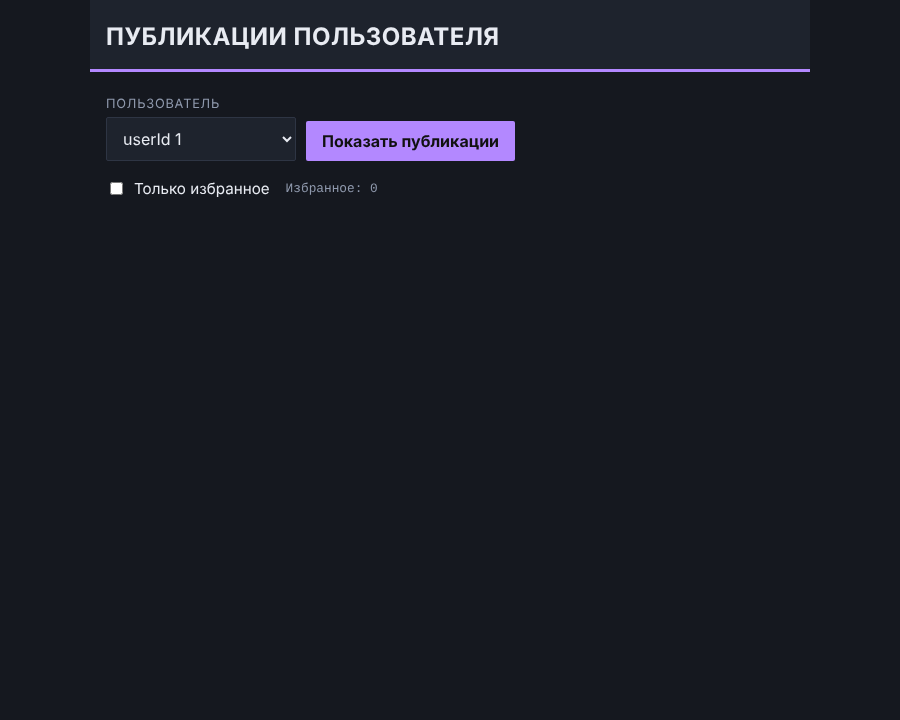 ПУБЛИКАЦИИ ПОЛЬЗОВАТЕЛЯ
ПОЛЬЗОВАТЕЛЬ
userId 1
Показать публикации
Только избранное
Избранное: 0